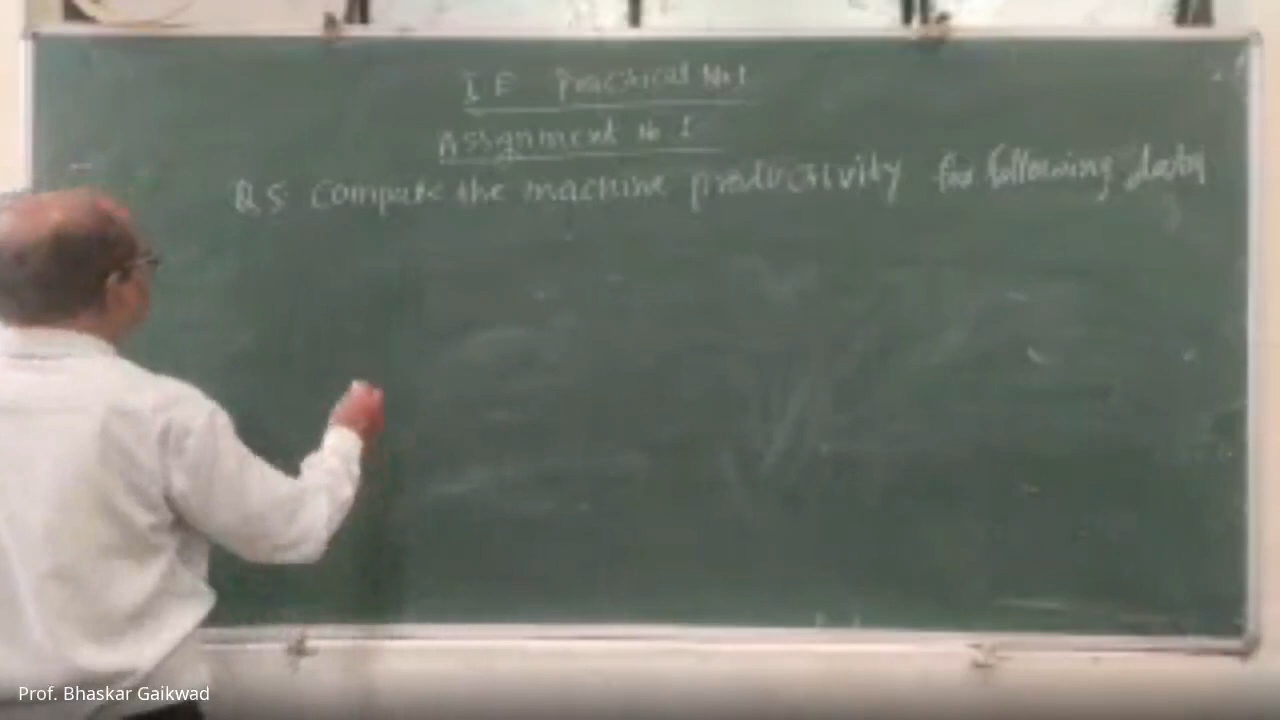 I E Practical No 1
Assignment No 1
Q 5 Compute the machine productivity for following data
Prof. Bhaskar Gaikwad